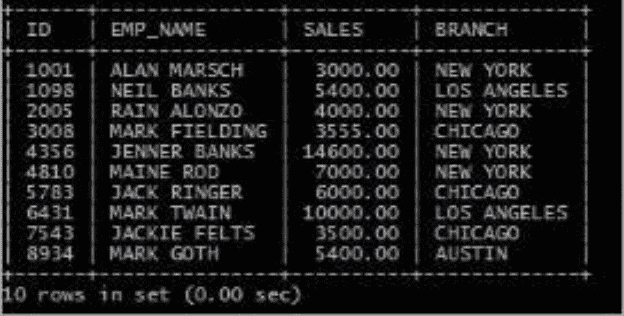 ID EMP_NAME SALES BRANCH
1001 ALAN MARSCH 3000.00 NEW YORK
1098 NEIL BANKS 5400.00 LOS ANGELES
2005 RAIN ALONZO 4000.00 NEW YORK
3008 MARK FIELDING 3555.00 CHICAGO
4356 JENNER BANKS 14600.00 NEW YORK
4810 MAINE ROD 7000.00 NEW YORK
5783 JACK RINGER 6000.00 CHICAGO
6431 MARK TWAIN 10000.00 LOS ANGELES
7543 JACKIE FELTS 3500.00 CHICAGO
8934 MARK GOTH 5400.00 AUSTIN
10 rows in set (0.00 sec)